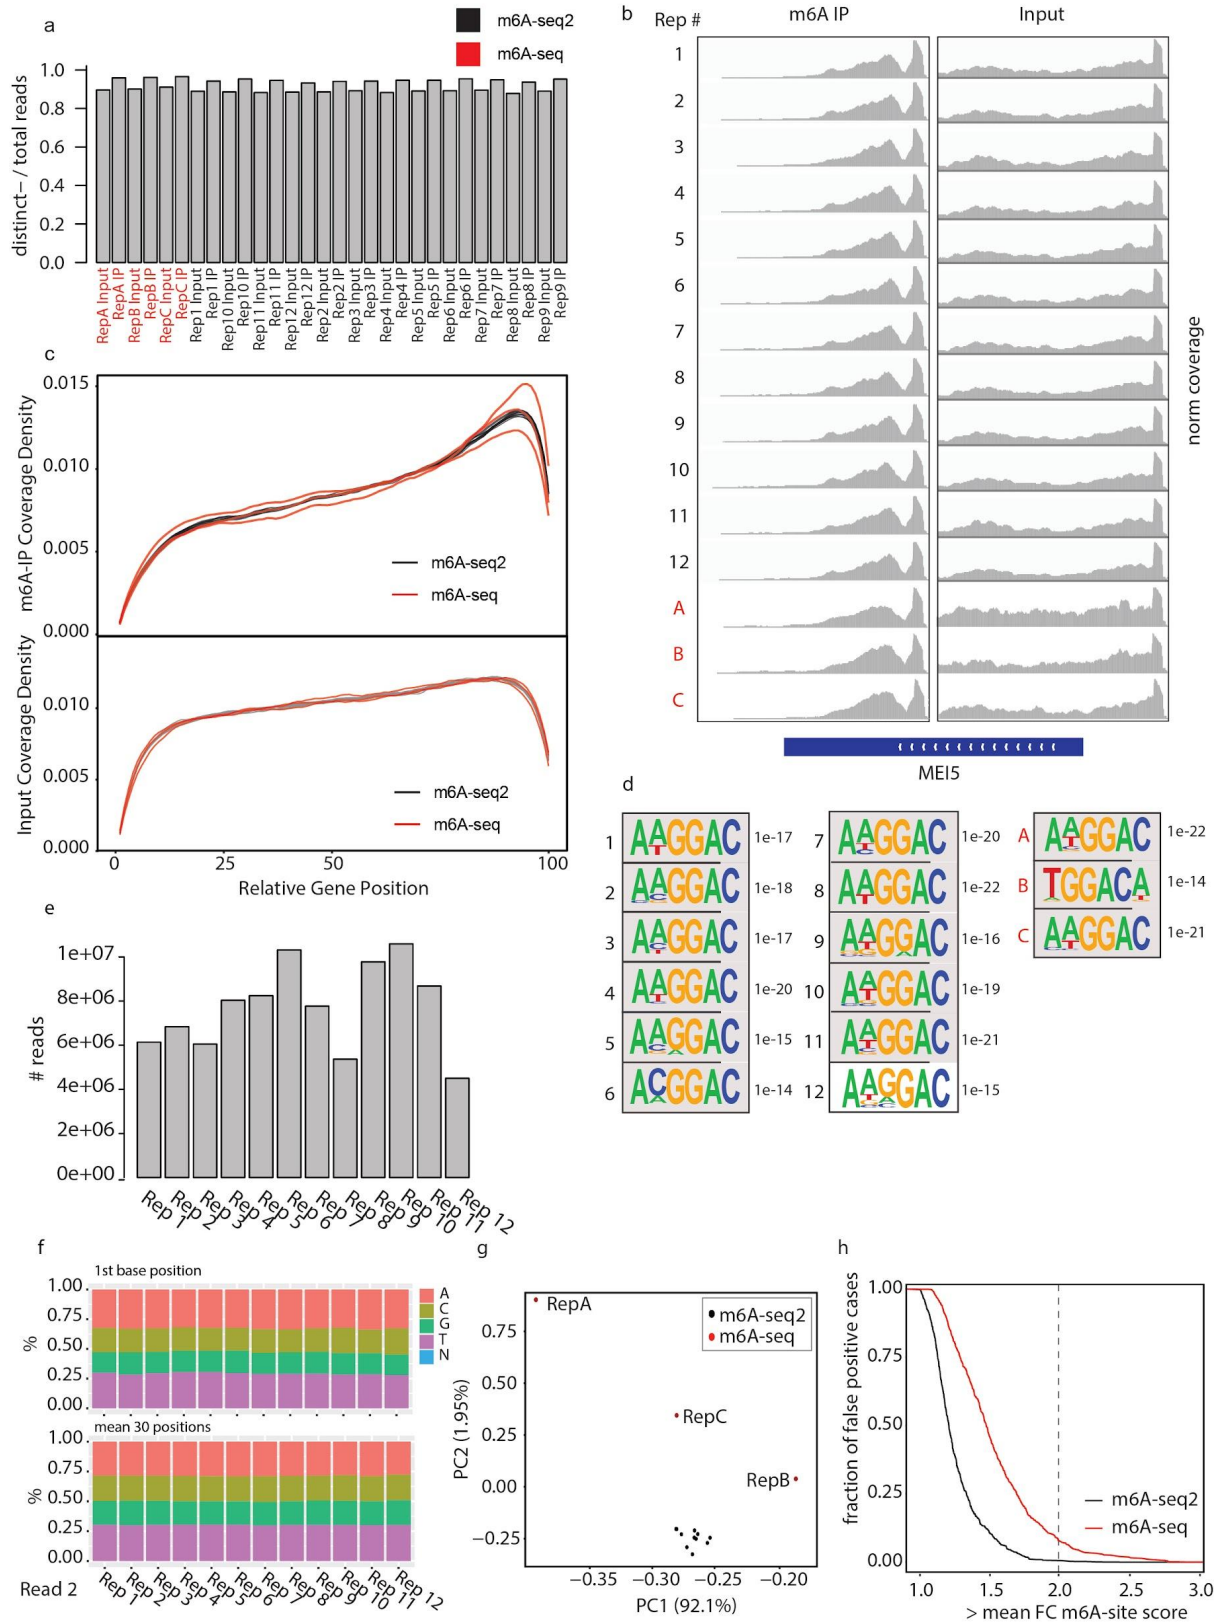 a
m6A-seq2
m6A-seq
distinct– / total reads
1.0
0.8
0.6
0.4
0.2
0.0
RepA Input
RepA IP
RepB Input
RepB IP
RepC Input
RepC IP
Rep1 Input
Rep1 IP
Rep10 Input
Rep10 IP
Rep11 Input
Rep11 IP
Rep12 Input
Rep12 IP
Rep2 Input
Rep2 IP
Rep3 Input
Rep3 IP
Rep4 Input
Rep4 IP
Rep5 Input
Rep5 IP
Rep6 Input
Rep6 IP
Rep7 Input
Rep7 IP
Rep8 Input
Rep8 IP
Rep9 Input
Rep9 IP
b
Rep #
m6A IP
Input
1
2
3
4
5
6
7
8
9
10
11
12
A
B
C
norm coverage
MEI5
c
m6A-IP Coverage Density
0.015
0.010
0.005
0.000
m6A-seq2
m6A-seq
Input Coverage Density
0.010
0.005
0.000
m6A-seq2
m6A-seq
0
25
50
75
100
Relative Gene Position
d
1 AAGGAC 1e-17
2 AAGGAC 1e-18
3 AAGGAC 1e-17
4 AAGGAC 1e-20
5 AAGGAC 1e-15
6 ACGGAC 1e-14
7 AAGGAC 1e-20
8 AAGGAC 1e-22
9 AAGGAC 1e-16
10 AAGGAC 1e-19
11 AAGGAC 1e-21
12 AAGGAC 1e-15
A AAGGAC 1e-22
B TGGACA 1e-14
C AAGGAC 1e-21
e
# reads
1e+07
8e+06
6e+06
4e+06
2e+06
0e+00
Rep 1
Rep 2
Rep 3
Rep 4
Rep 5
Rep 6
Rep 7
Rep 8
Rep 9
Rep 10
Rep 11
Rep 12
f
1st base position
%
1.00
0.75
0.50
0.25
0.00
A
C
G
T
N
mean 30 positions
%
1.00
0.75
0.50
0.25
0.00
Read 2
Rep 1
Rep 2
Rep 3
Rep 4
Rep 5
Rep 6
Rep 7
Rep 8
Rep 9
Rep 10
Rep 11
Rep 12
g
RepA
m6A-seq2
m6A-seq
RepC
RepB
PC2 (1.95%)
0.75
0.50
0.25
0.00
−0.25
−0.35
−0.30
−0.25
−0.20
PC1 (92.1%)
h
fraction of false positive cases
1.00
0.75
0.50
0.25
0.00
m6A-seq2
m6A-seq
1.0
1.5
2.0
2.5
3.0
> mean FC m6A-site score